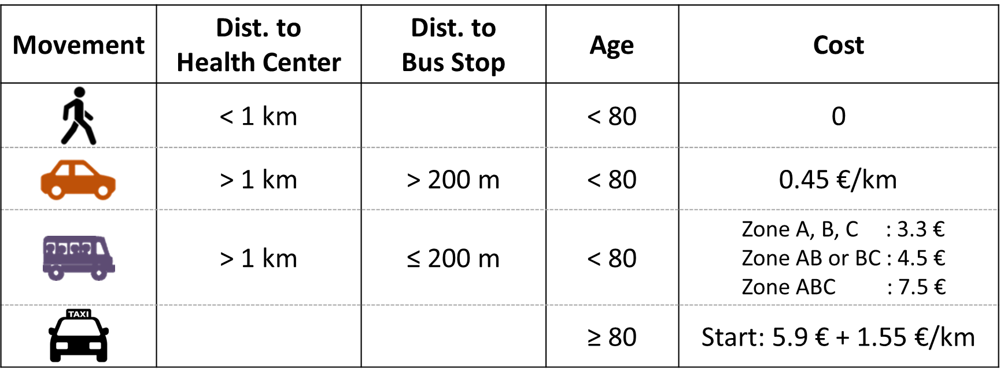 Movement
Dist. to
Health Center
Dist. to
Bus Stop
Age
Cost
< 1 km
< 80
0
> 1 km
> 200 m
< 80
0.45 €/km
> 1 km
≤ 200 m
< 80
Zone A, B, C : 3.3 €
Zone AB or BC : 4.5 €
Zone ABC : 7.5 €
TAXI
≥ 80
Start: 5.9 € + 1.55 €/km